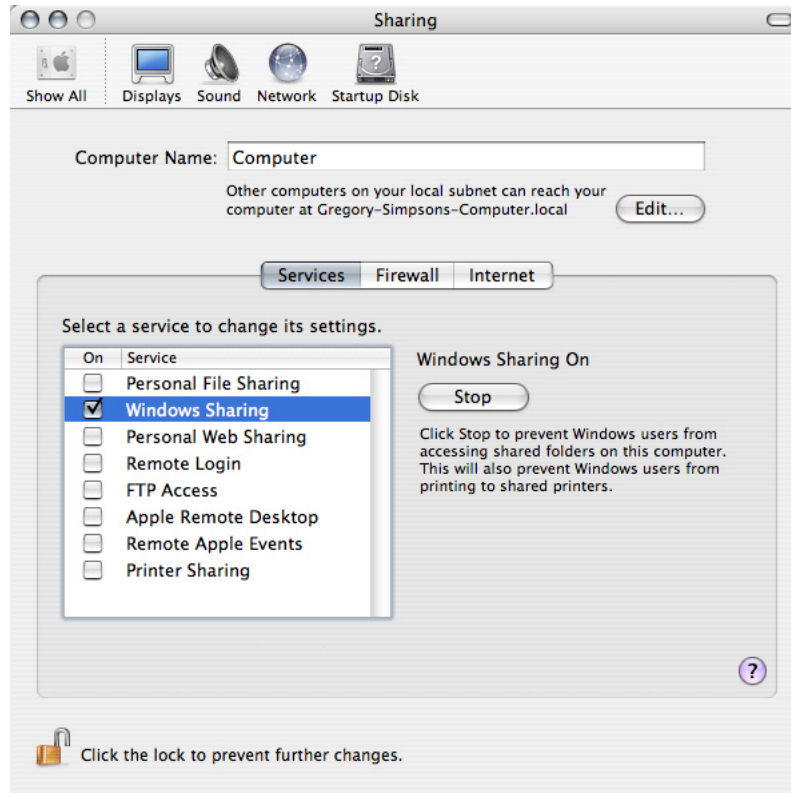 Sharing
Show All Displays Sound Network Startup Disk
Computer Name: Computer
Other computers on your local subnet can reach your
computer at Gregory-Simpsons-Computer.local
Edit...
Services Firewall Internet
Select a service to change its settings.
On Service
Personal File Sharing
Windows Sharing
Personal Web Sharing
Remote Login
FTP Access
Apple Remote Desktop
Remote Apple Events
Printer Sharing
Windows Sharing On
Stop
Click Stop to prevent Windows users from
accessing shared folders on this computer.
This will also prevent Windows users from
printing to shared printers.
?
Click the lock to prevent further changes.